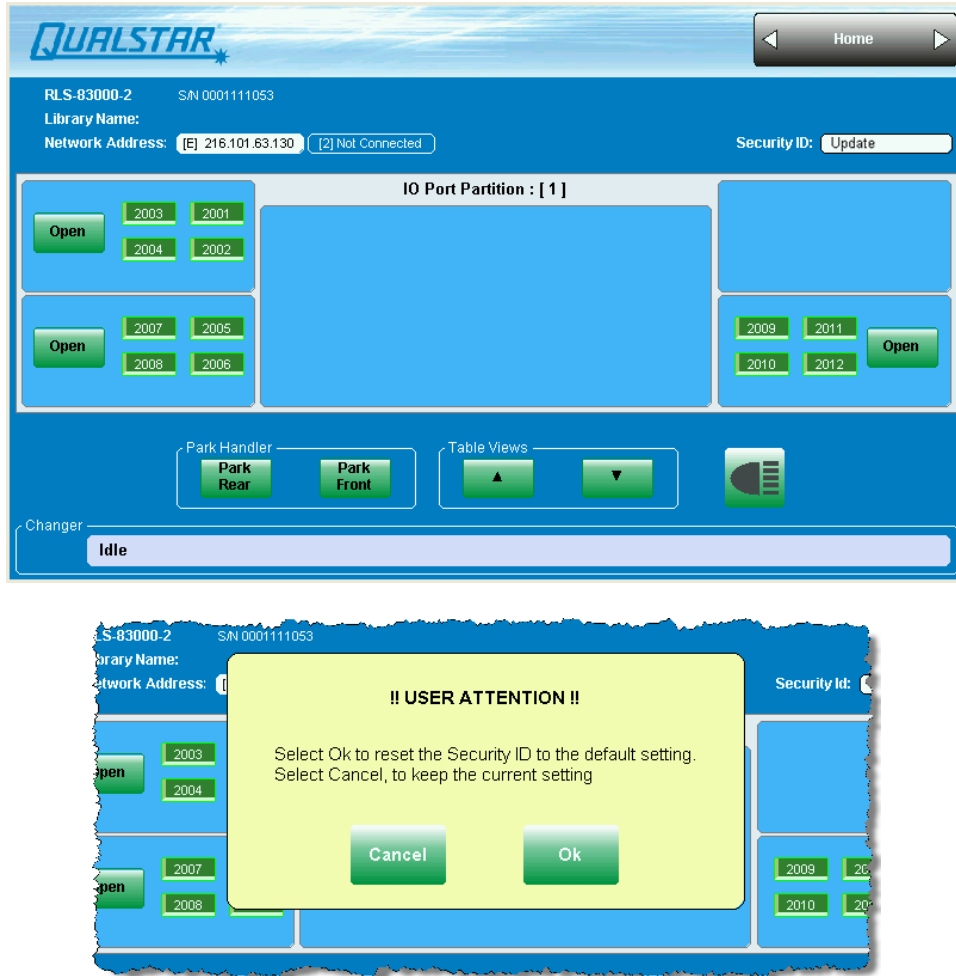 QUALSTAR
Home
RLS-83000-2 S/N 0001111053
Library Name:
Network Address: [E] 216.101.63.130 [2] Not Connected Security ID: Update
IO Port Partition : [ 1 ]
Open 2003 2001
2004 2002
Open 2007 2005
2008 2006
2009 2011 Open
2010 2012
Park Handler
Park Rear
Park Front
Table Views
Changer
Idle
LS-83000-2 S/N 0001111053
brary Name:
etwork Address: [ Security Id:
!! USER ATTENTION !!
Select Ok to reset the Security ID to the default setting.
Select Cancel, to keep the current setting
Cancel Ok
pen 2003
2004
pen 2007
2008
2009 20
2010 20